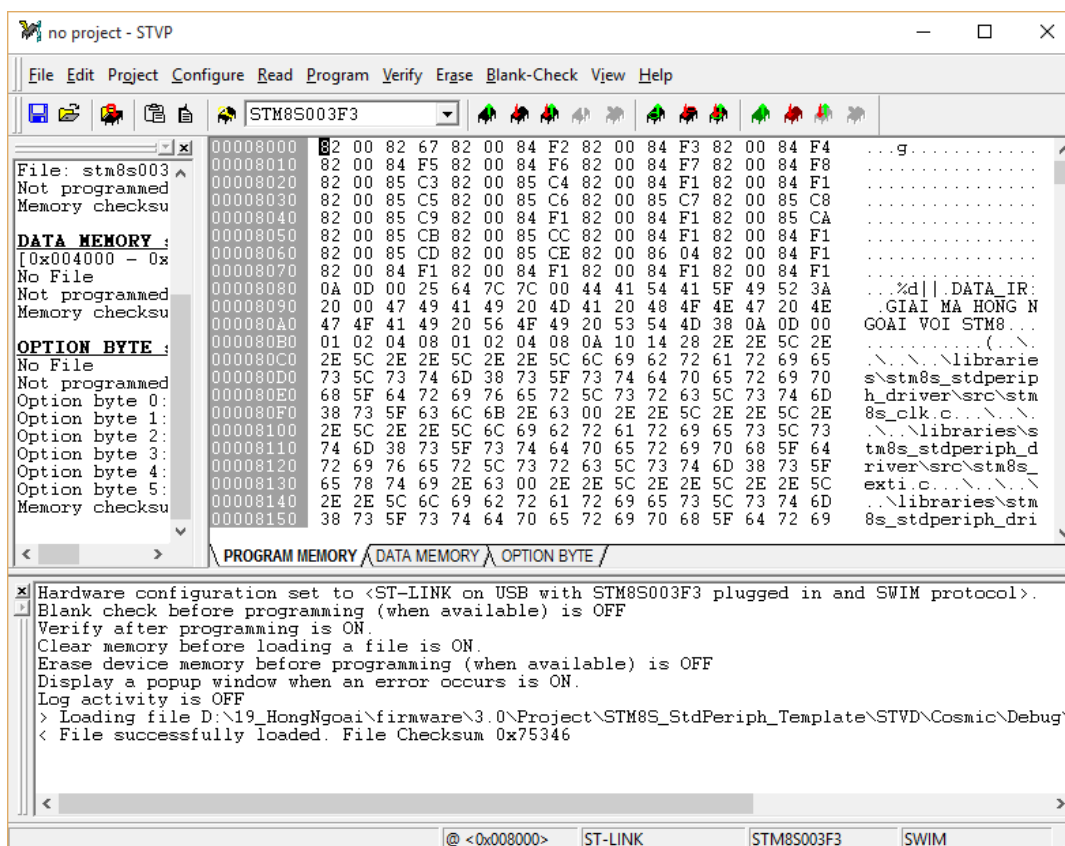 no project - STVP
File Edit Project Configure Read Program Verify Erase Blank-Check View Help
STM8S003F3
File: stm8s003
Not programmed
Memory checksu
DATA MEMORY :
[0x004000 - 0x
No File
Not programmed
Memory checksu
OPTION BYTE :
No File
Not programmed
Option byte 0:
Option byte 1:
Option byte 2:
Option byte 3:
Option byte 4:
Option byte 5:
Memory checksu
00008000 82 00 82 67 82 00 84 F2 82 00 84 F3 82 00 84 F4 ...g............
00008010 82 00 84 F5 82 00 84 F6 82 00 84 F7 82 00 84 F8 ................
00008020 82 00 85 C3 82 00 85 C4 82 00 84 F1 82 00 84 F1 ................
00008030 82 00 85 C5 82 00 85 C6 82 00 85 C7 82 00 85 C8 ................
00008040 82 00 85 C9 82 00 84 F1 82 00 84 F1 82 00 85 CA ................
00008050 82 00 85 CB 82 00 85 CC 82 00 84 F1 82 00 84 F1 ................
00008060 82 00 85 CD 82 00 85 CE 82 00 86 04 82 00 84 F1 ................
00008070 82 00 84 F1 82 00 84 F1 82 00 84 F1 82 00 84 F1 ................
00008080 0A 0D 00 25 64 7C 7C 00 44 41 54 41 5F 49 52 3A ...%d||.DATA_IR:
00008090 20 00 47 49 41 49 20 4D 41 20 48 4F 4E 47 20 4E .GIAI MA HONG N
000080A0 47 4F 41 49 20 56 4F 49 20 53 54 4D 38 0A 0D 00 GOAI VOI STM8...
000080B0 01 02 04 08 01 02 04 08 0A 10 14 28 2E 2E 5C 2E ...........(..\.
000080C0 2E 5C 2E 2E 5C 2E 2E 5C 6C 69 62 72 61 72 69 65 .\..\..\librarie
000080D0 73 5C 73 74 6D 38 73 5F 73 74 64 70 65 72 69 70 s\stm8s_stdperip
000080E0 68 5F 64 72 69 76 65 72 5C 73 72 63 5C 73 74 6D h_driver\src\stm
000080F0 38 73 5F 63 6C 6B 2E 63 00 2E 2E 5C 2E 2E 5C 2E 8s_clk.c...\..\.
00008100 2E 5C 2E 2E 5C 6C 69 62 72 61 72 69 65 73 5C 73 .\..\libraries\s
00008110 74 6D 38 73 5F 73 74 64 70 65 72 69 70 68 5F 64 tm8s_stdperiph_d
00008120 72 69 76 65 72 5C 73 72 63 5C 73 74 6D 38 73 5F river\src\stm8s_
00008130 65 78 74 69 2E 63 00 2E 2E 5C 2E 2E 5C 2E 2E 5C exti.c...\..\..\
00008140 2E 2E 5C 6C 69 62 72 61 72 69 65 73 5C 73 74 6D ..\libraries\stm
00008150 38 73 5F 73 74 64 70 65 72 69 70 68 5F 64 72 69 8s_stdperiph_dri
PROGRAM MEMORY DATA MEMORY OPTION BYTE
Hardware configuration set to <ST-LINK on USB with STM8S003F3 plugged in and SWIM protocol>.
Blank check before programming (when available) is OFF
Verify after programming is ON.
Clear memory before loading a file is ON.
Erase device memory before programming (when available) is OFF
Display a popup window when an error occurs is ON.
Log activity is OFF
> Loading file D:\19_HongNgoai\firmware\3.0\Project\STM8S_StdPeriph_Template\STVD\Cosmic\Debug\
< File successfully loaded. File Checksum 0x75346
@ <0x008000> ST-LINK STM8S003F3 SWIM